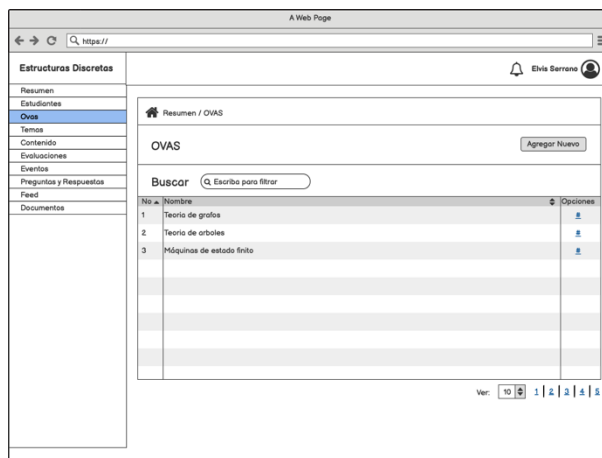 A Web Page
https://
Estructuras Discretas
Elvis Serrano
Resumen
Estudiantes
Ovas
Temas
Contenido
Evaluaciones
Eventos
Preguntas y Respuestas
Feed
Documentos
Resumen / OVAS
OVAS
Agregar Nuevo
Buscar
Escriba para filtrar
No Nombre Opciones
1 Teoria de grafos #
2 Teoria de arboles #
3 Máquinas de estado finito #
Ver: 10 1 2 3 4 5